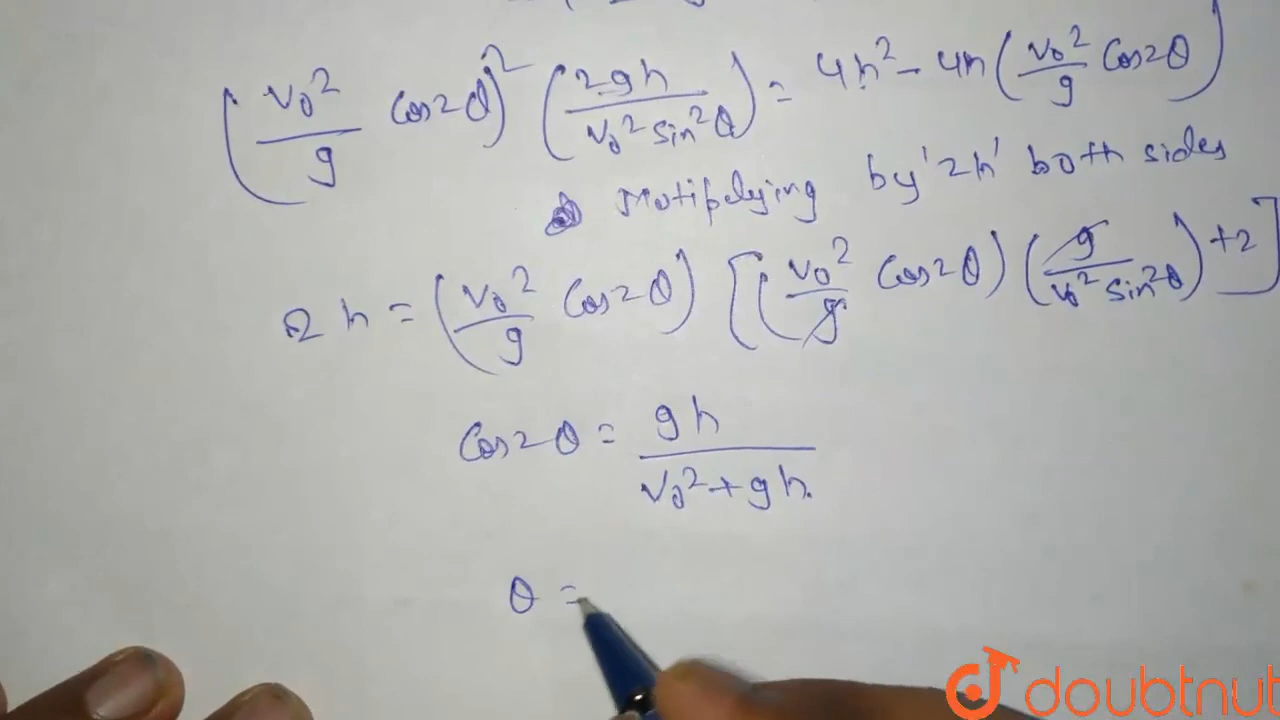 (v₀²/g cos2θ)² (2gh/v₀² sin²θ) = 4h² - 4h (v₀²/g cos2θ)
Motipelying by '2h' both sides
2h = (v₀²/g cos2θ) [(v₀²/g cos2θ) (g/v₀² sin²θ) +2]
cos2θ = gh/v₀²+gh.
θ =
doubtnut